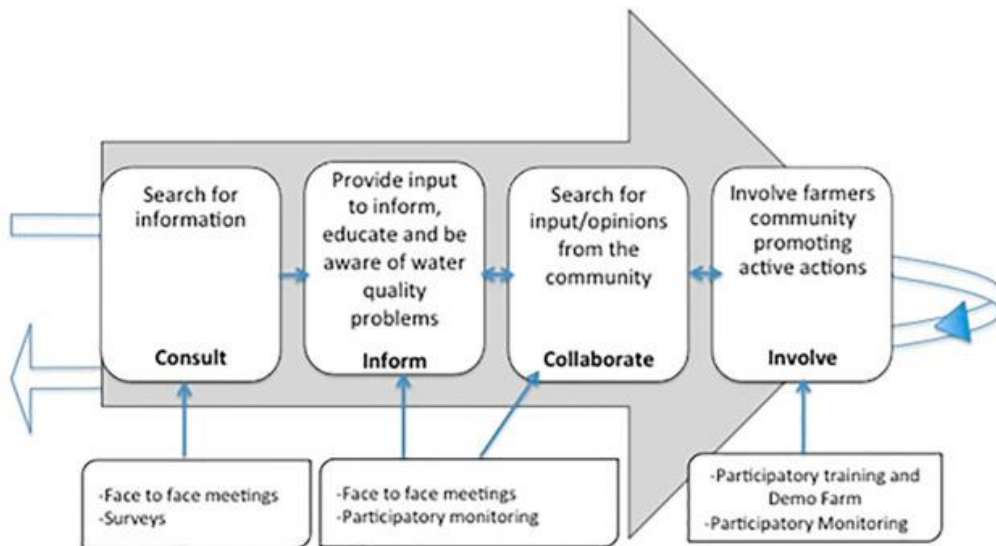 Search for
information
Consult
Provide input
to inform,
educate and be
aware of water
quality
problems
Inform
Search for
input/opinions
from the
community
Collaborate
Involve farmers
community
promoting
active actions
Involve
-Face to face meetings
-Surveys
-Face to face meetings
-Participatory monitoring
-Participatory training and
Demo Farm
-Participatory Monitoring